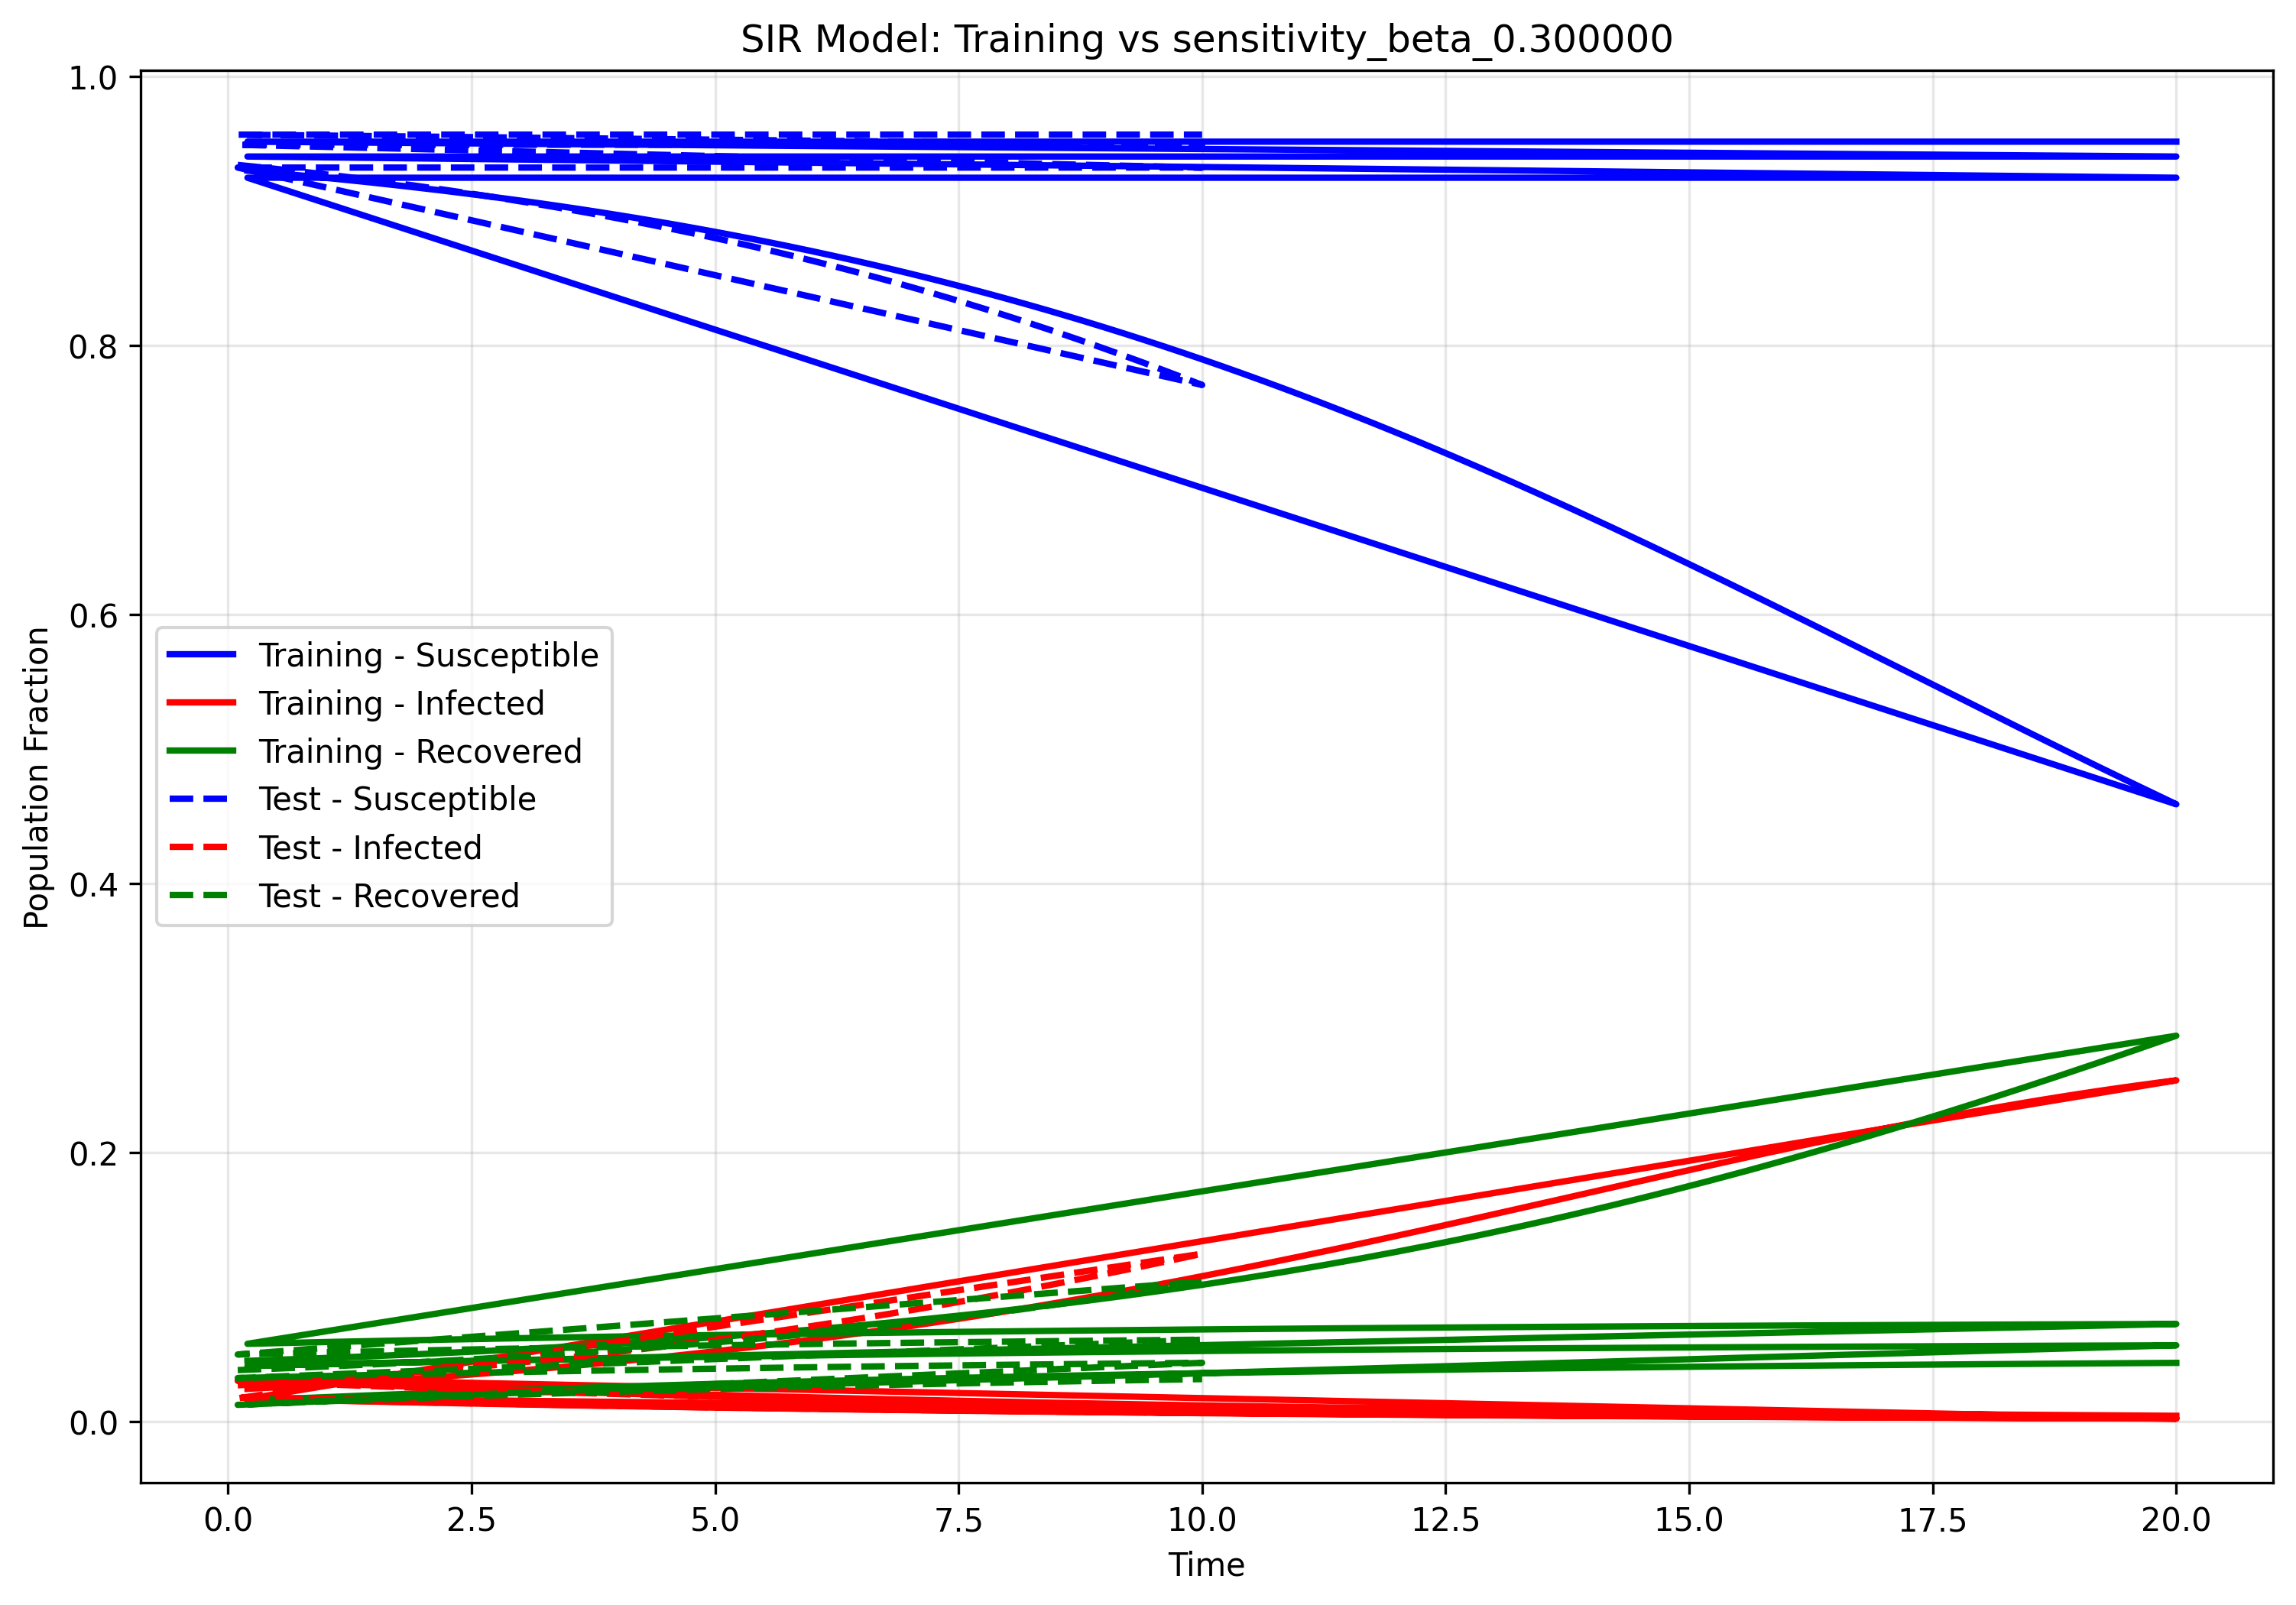 SIR Model: Training vs sensitivity_beta_0.300000
1.0
0.8
0.6
0.4
0.2
0.0
Population Fraction
Training - Susceptible
Training - Infected
Training - Recovered
Test - Susceptible
Test - Infected
Test - Recovered
0.0 2.5 5.0 7.5 10.0 12.5 15.0 17.5 20.0
Time